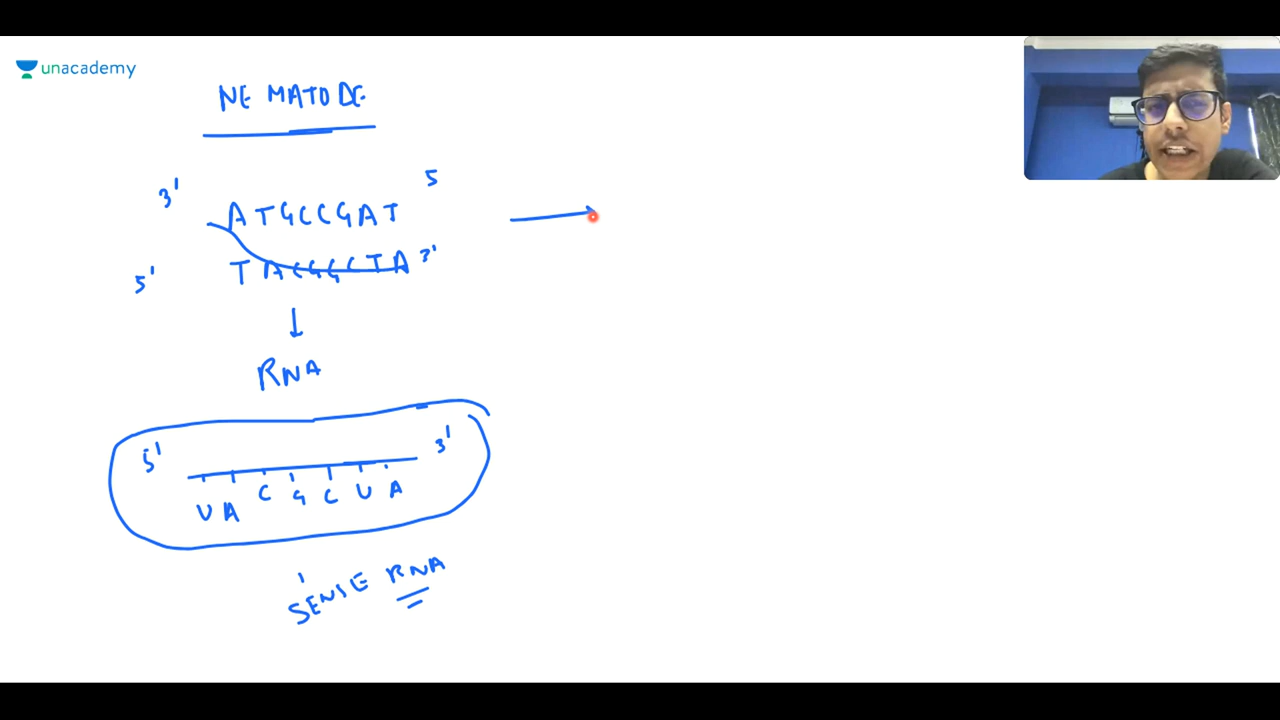 unacademy
NEMATODE
3' 5
ATGCCGAT
5' TACGGCTA 3'
RNA
5' 3'
UACGCUA
SENSE RNA